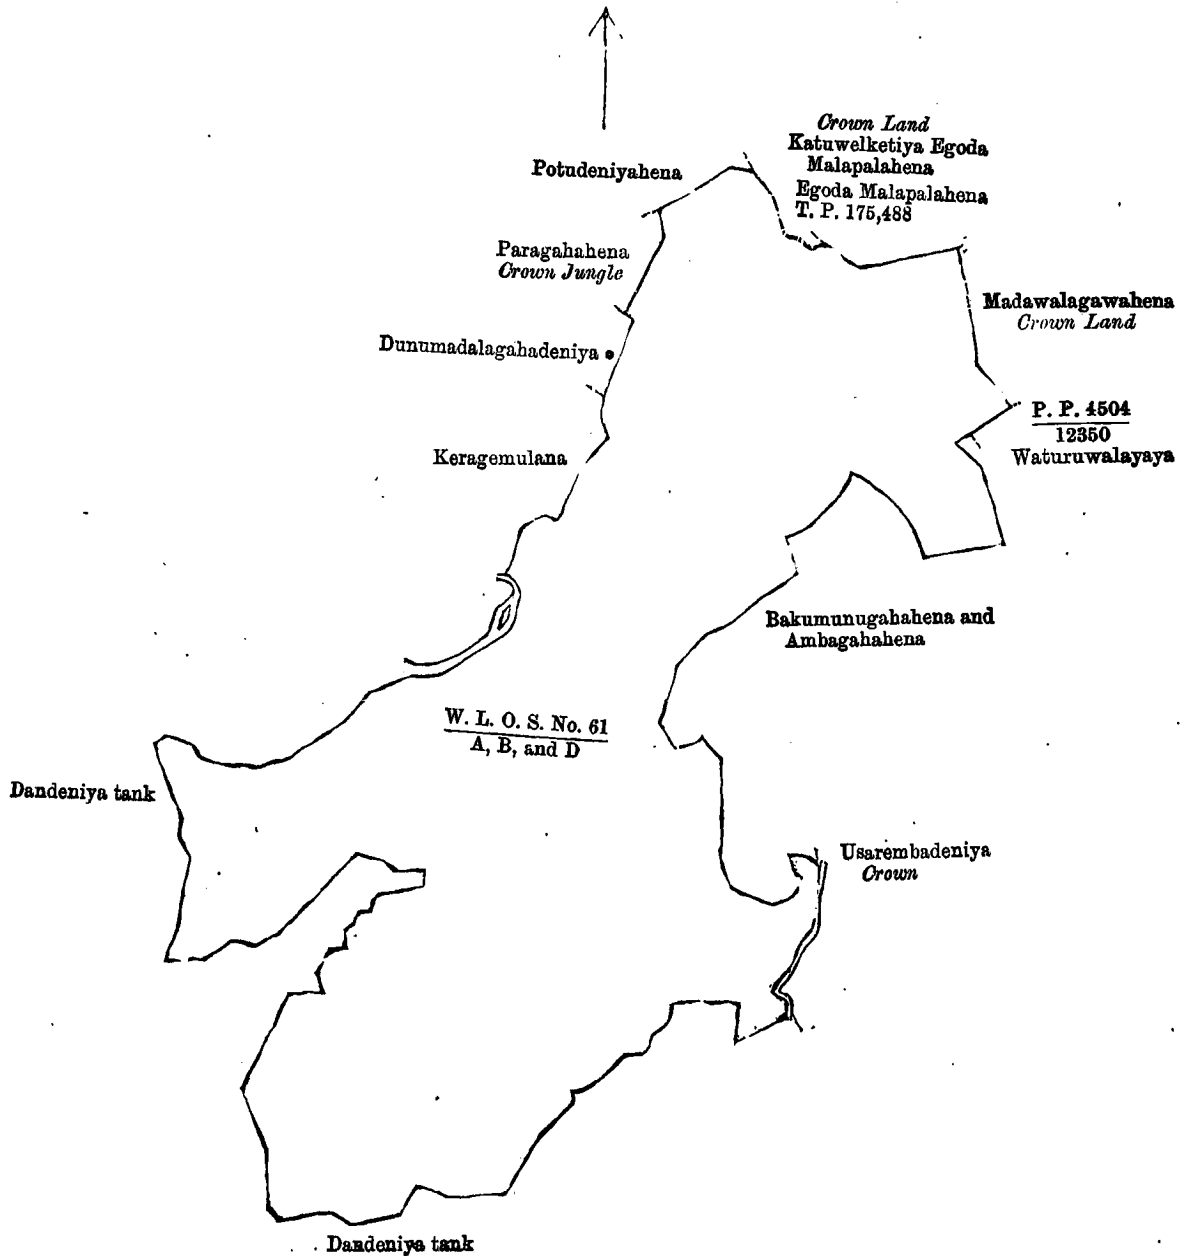 Crown Land
Katuwelketiya Egoda
Malapalahena
Potudeniyahena
Egoda Malapalahena
T. P. 175,488
Paragahahena
Crown Jungle
Madawalagawahena
Crown Land
Dunumadalagahadeniya
P. P. 4504
12350
Waturuwalayaya
Keragemulana
Bakumunugahahena and
Ambagahahena
W. L. O. S. No. 61
A, B, and D
Dandeniya tank
Usarembadeniya
Crown
Dandeniya tank